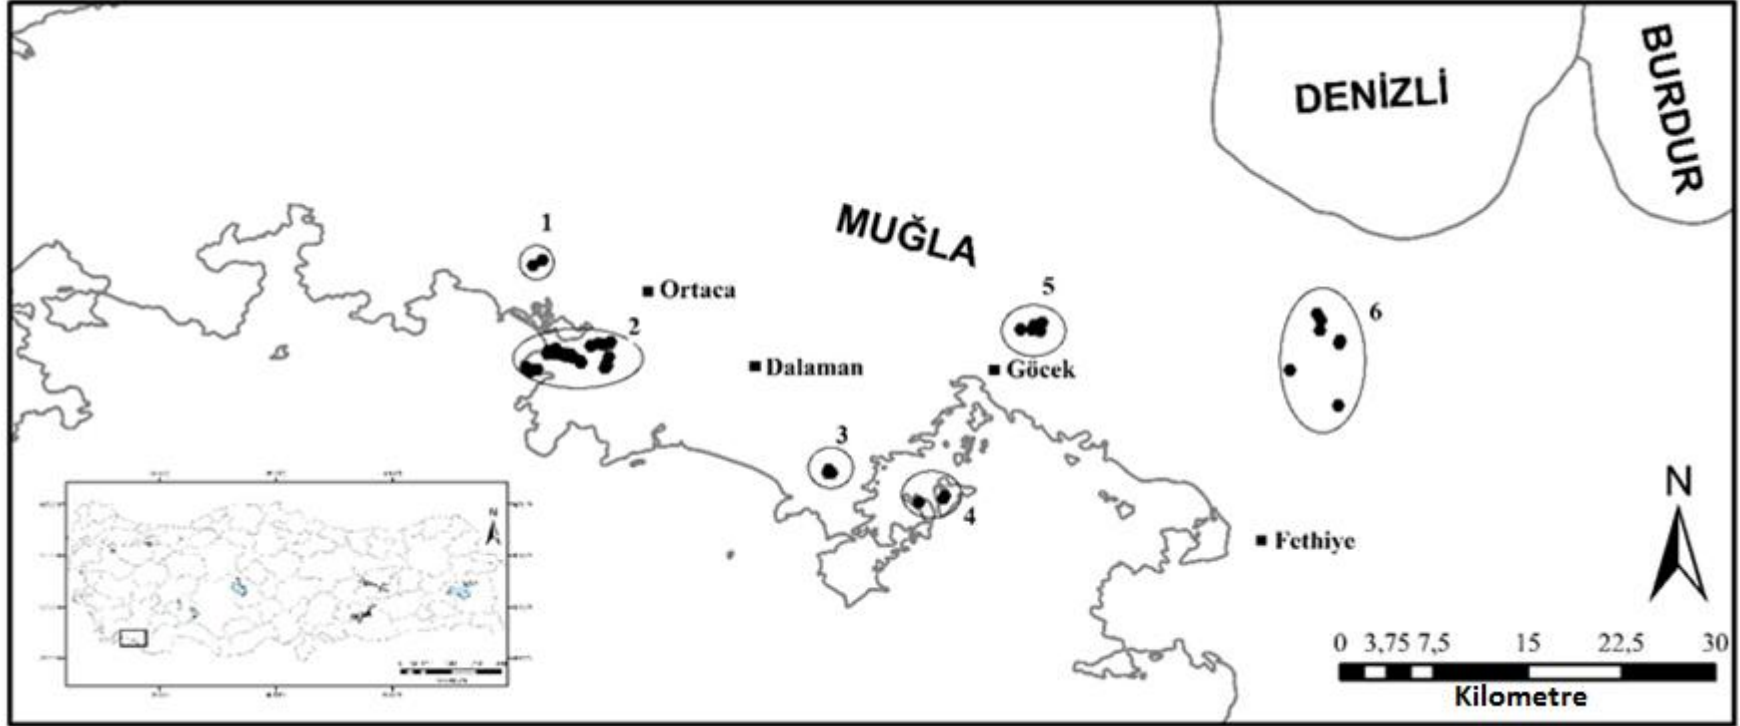 DENİZLİ
BURDUR
MUĞLA
1
Ortaca
2
5
6
Dalaman
Göcek
3
4
Fethiye
N
N
0 3,75 7,5 15 22,5 30
Kilometre